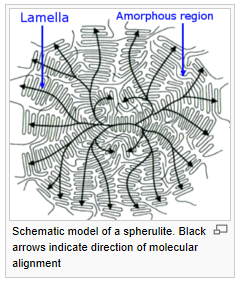 Lamella
Amorphous region
Schematic model of a spherulite. Black
arrows indicate direction of molecular
alignment